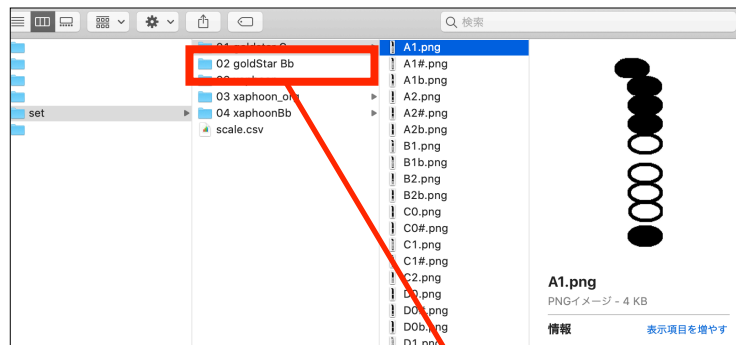 検索
02 goldStar Bb
03 xaphoon_org
04 xaphoonBb
scale.csv
set
A1.png
A1#.png
A1b.png
A2.png
A2#.png
A2b.png
B1.png
B1b.png
B2.png
B2b.png
C0.png
C0#.png
C1.png
C1#.png
C2.png
D0.png
D0b.png
D1.png
A1.png
PNGイメージ - 4 KB
情報
表示項目を増やす